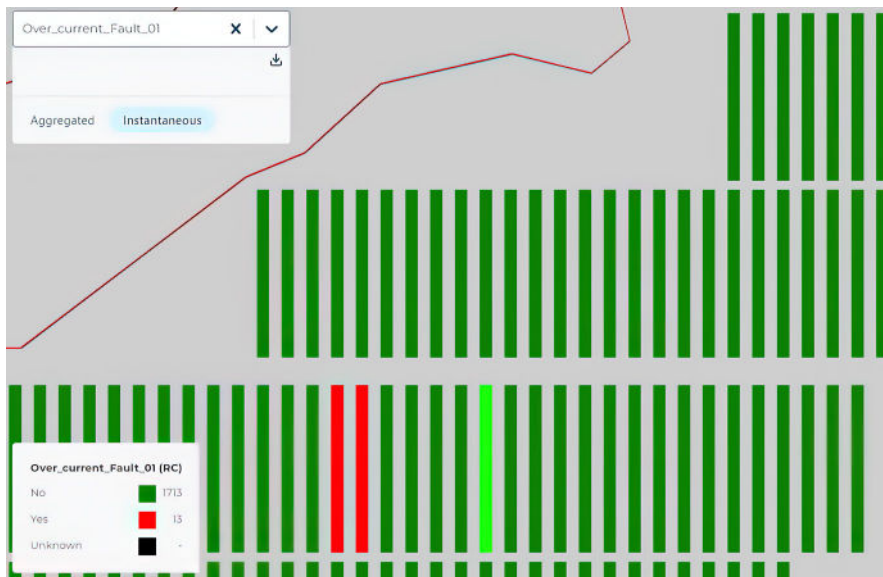 Over_current_Fault_01
Aggregated Instantaneous
Over_current_Fault_01 (RC)
No 1713
Yes 13
Unknown -